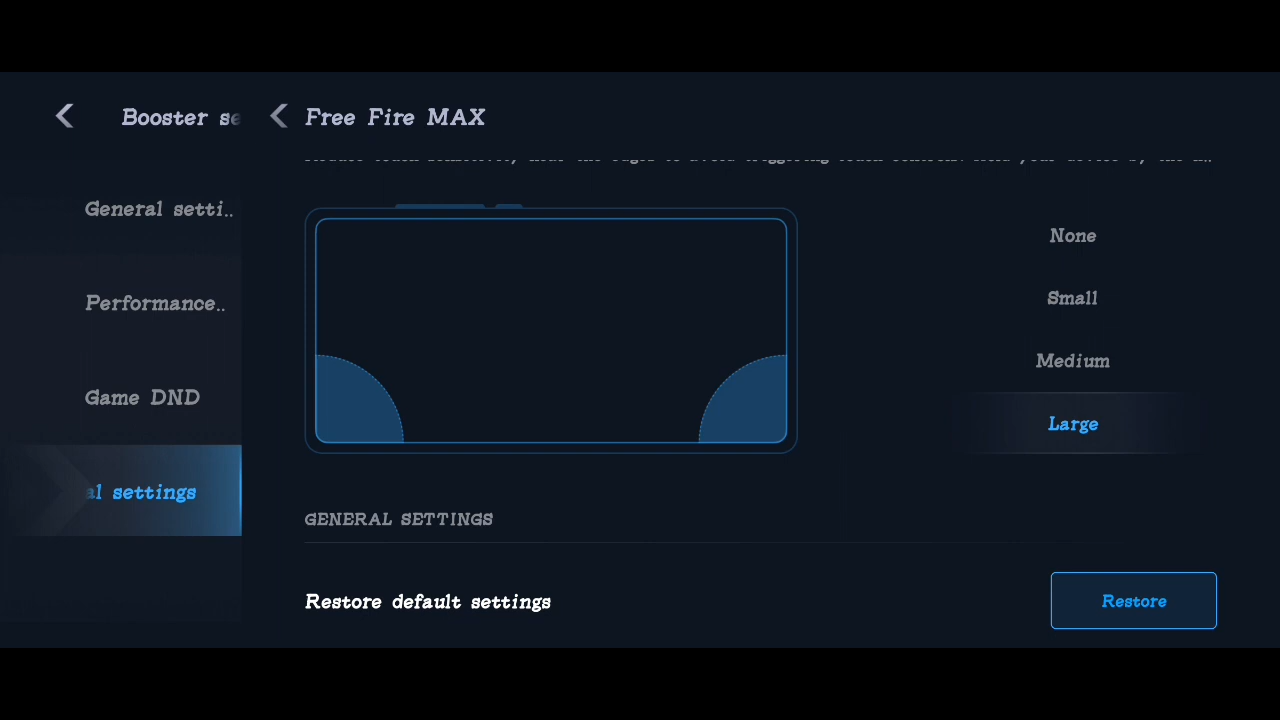 Booster se
Free Fire MAX
General setti..
Performance..
Game DND
al settings
None
Small
Medium
Large
GENERAL SETTINGS
Restore default settings
Restore